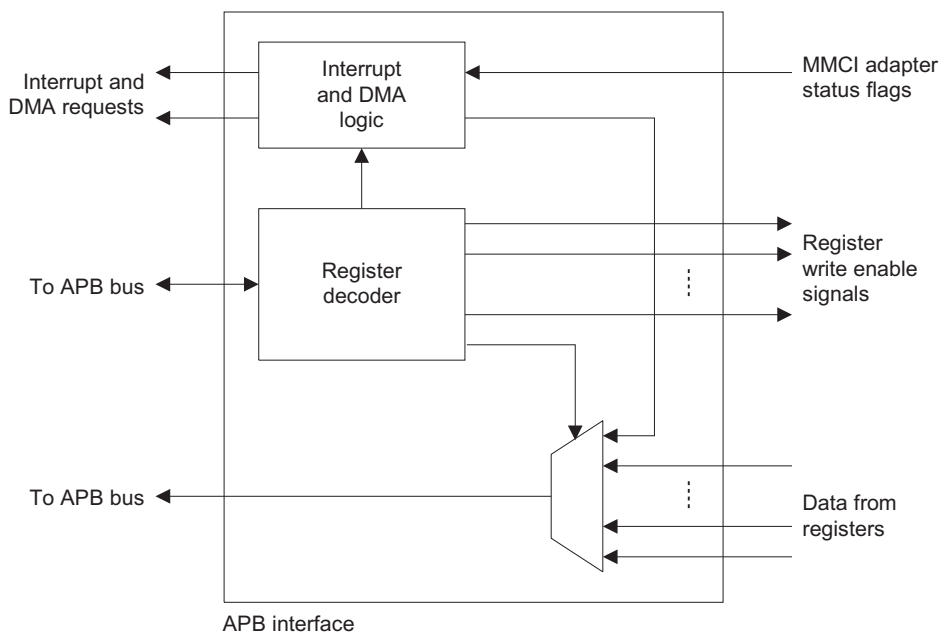 Interrupt and
DMA requests
Interrupt
and DMA
logic
MMCI adapter
status flags
To APB bus
Register
decoder
Register
write enable
signals
To APB bus
Data from
registers
APB interface